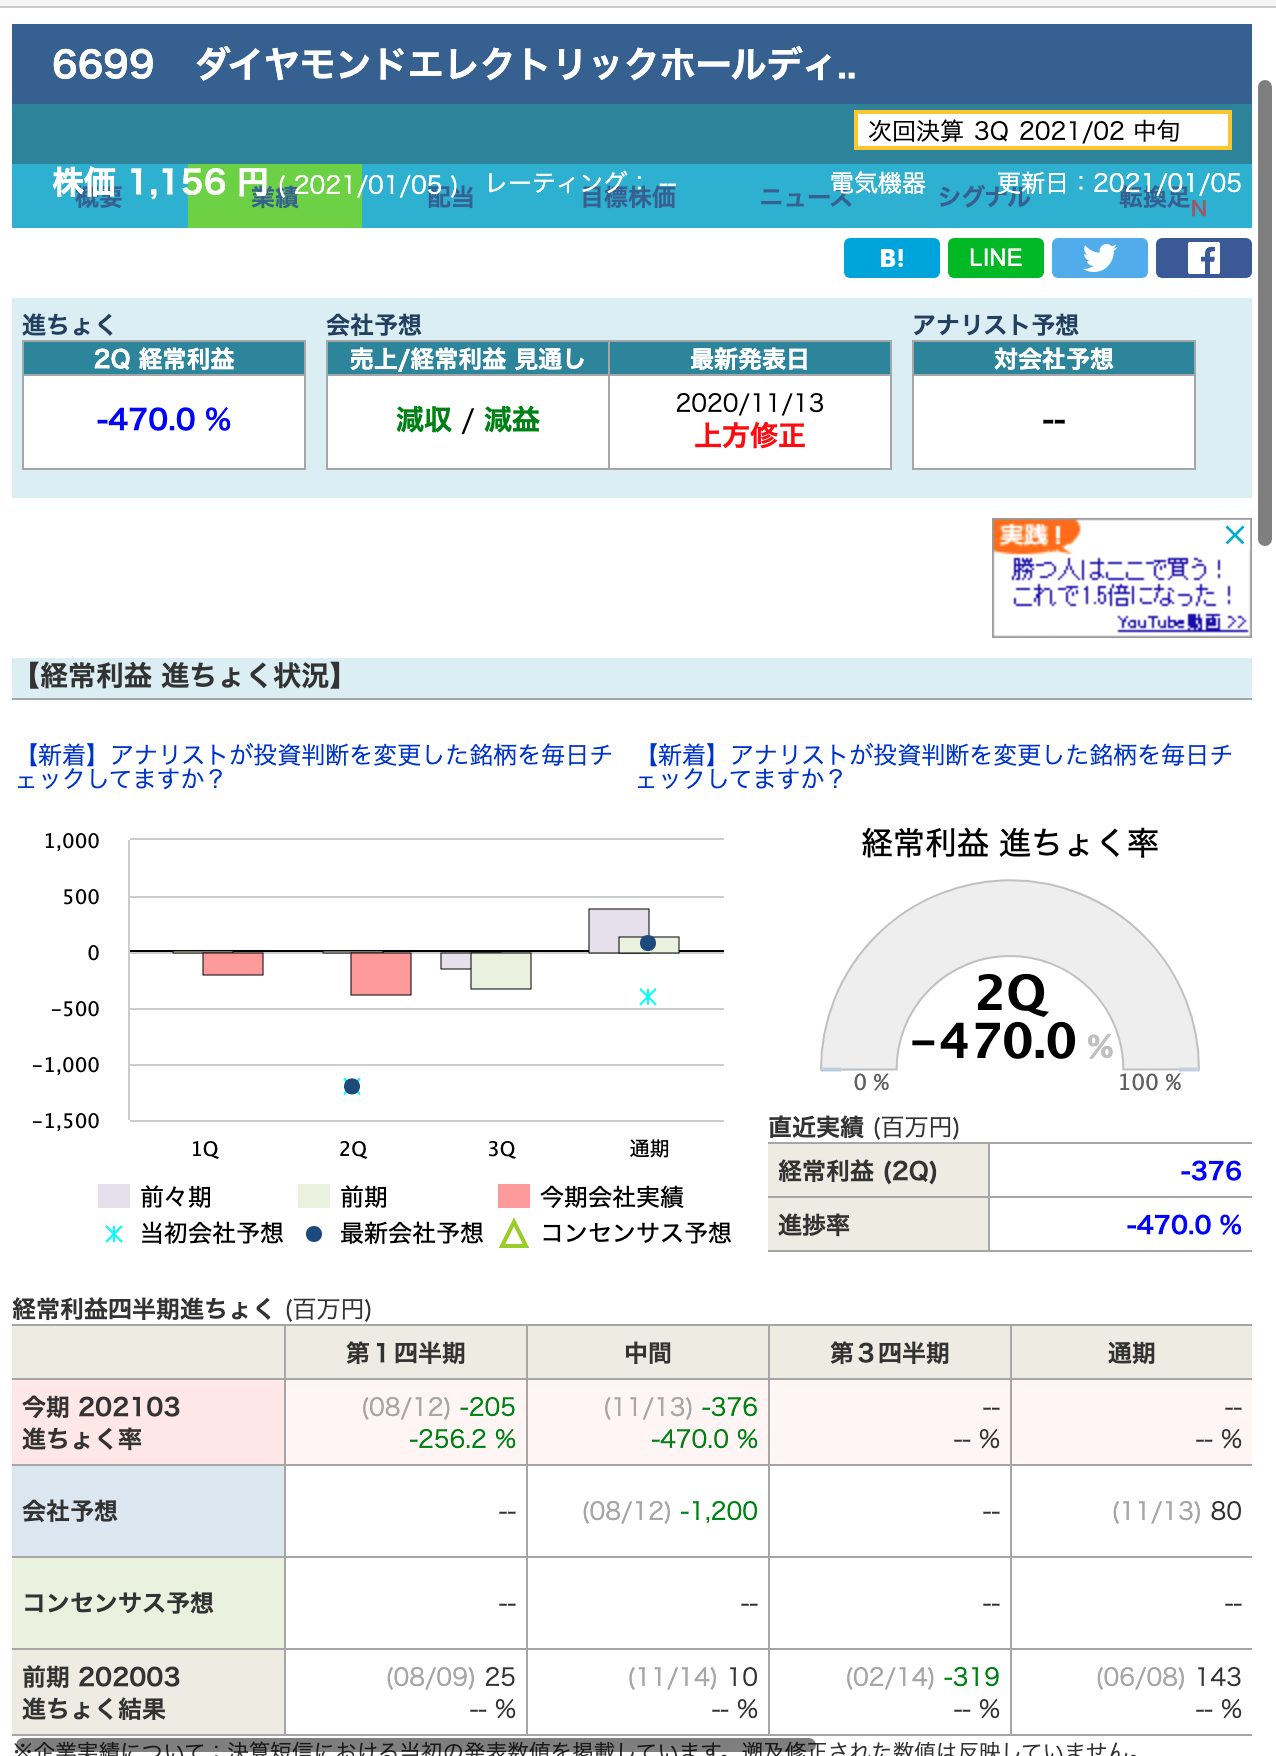 6699 ダイヤモンドエレクトリックホールディ..
次回決算 3Q 2021/02 中旬
株価 1,156 円 ( 2021/01/05 ) レーティング： -- 電気機器 更新日：2021/01/05
概要 業績 配当 目標株価 ニュース シグナル 転換足 N
B! LINE
進ちょく 会社予想 アナリスト予想
2Q 経常利益 売上/経常利益 見通し 最新発表日 対会社予想
-470.0 % 減収 / 減益 2020/11/13 --
上方修正
実践！
勝つ人はここで買う！
これで1.5倍になった！
YouTube動画 >>
【経常利益 進ちょく状況】
【新着】アナリストが投資判断を変更した銘柄を毎日チ
ェックしてますか？
【新着】アナリストが投資判断を変更した銘柄を毎日チ
ェックしてますか？
1,000
500
0
-500
-1,000
-1,500
1Q 2Q 3Q 通期
前々期 前期 今期会社実績
当初会社予想 最新会社予想 コンセンサス予想
経常利益 進ちょく率
2Q
-470.0 %
0 % 100 %
直近実績 (百万円)
経常利益 (2Q) -376
進捗率 -470.0 %
経常利益四半期進ちょく (百万円)
第１四半期 中間 第３四半期 通期
今期 202103 (08/12) -205 (11/13) -376 -- --
進ちょく率 -256.2 % -470.0 % -- % -- %
会社予想 -- (08/12) -1,200 -- (11/13) 80
コンセンサス予想 -- -- -- --
前期 202003 (08/09) 25 (11/14) 10 (02/14) -319 (06/08) 143
進ちょく結果 -- % -- % -- % -- %
※企業実績について：決算短信における当初の発表数値を掲載しています。遡及修正された数値は反映していません。